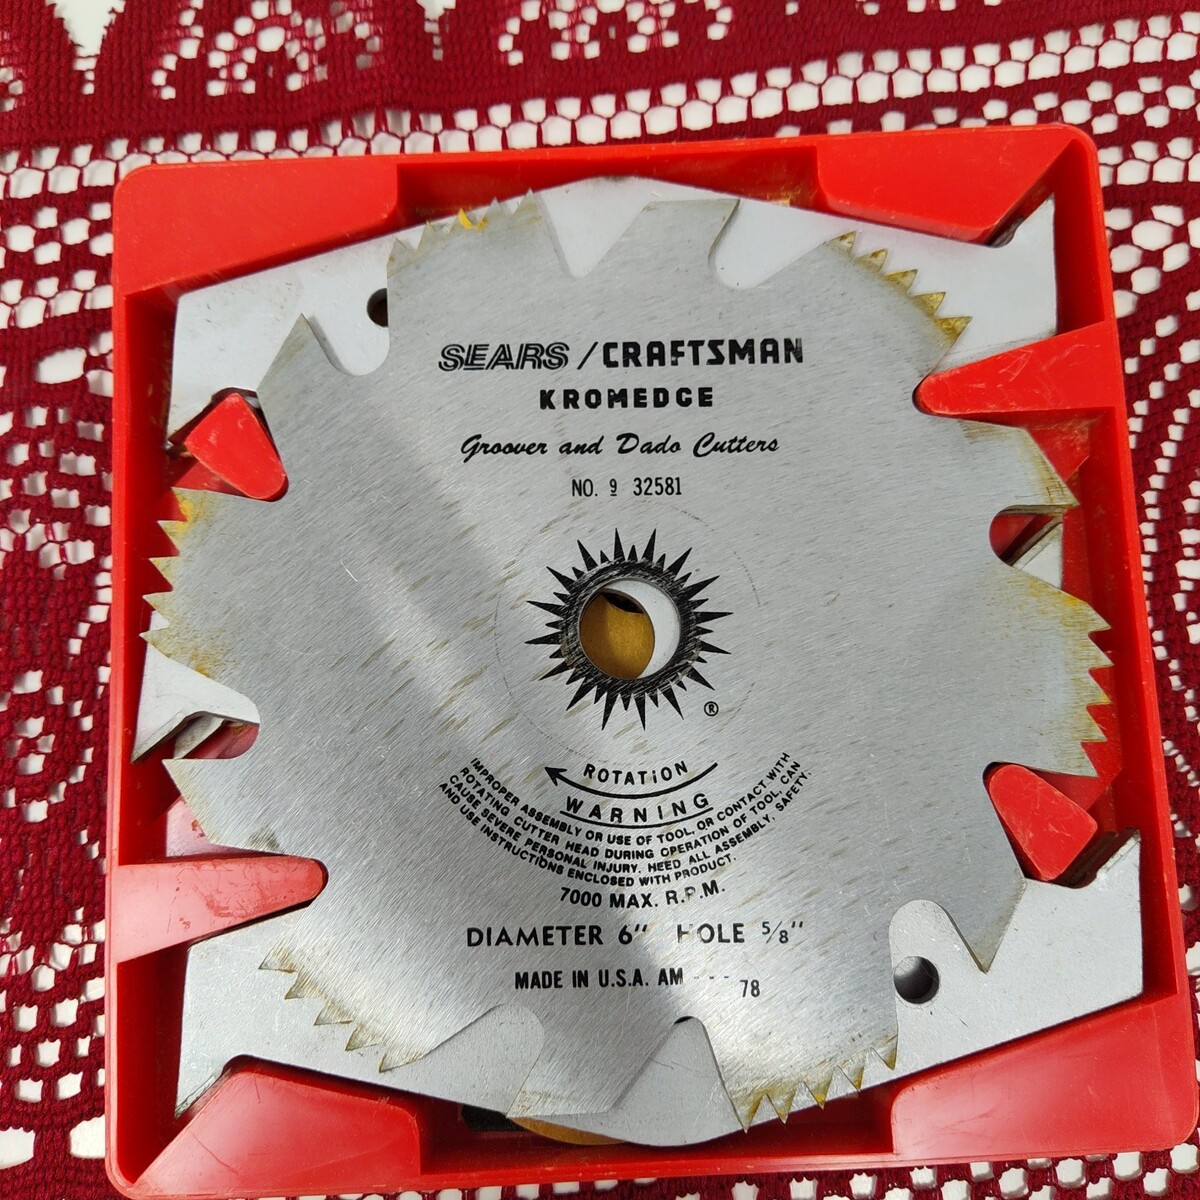 SEARS / CRAFTSMAN
KROMEDGE
Groover and Dado Cutters
NO. 9 32581
®
ROTATION
WARNING
IMPROPER ASSEMBLY OR USE OF TOOL, OR CONTACT WITH
ROTATING CUTTER HEAD DURING OPERATION OF TOOL, CAN
CAUSE SEVERE PERSONAL INJURY. HEED ALL ASSEMBLY, SAFETY,
AND USE INSTRUCTIONS ENCLOSED WITH PRODUCT.
7000 MAX. R.P.M.
DIAMETER 6" HOLE 5/8"
MADE IN U.S.A. AM - - - 78